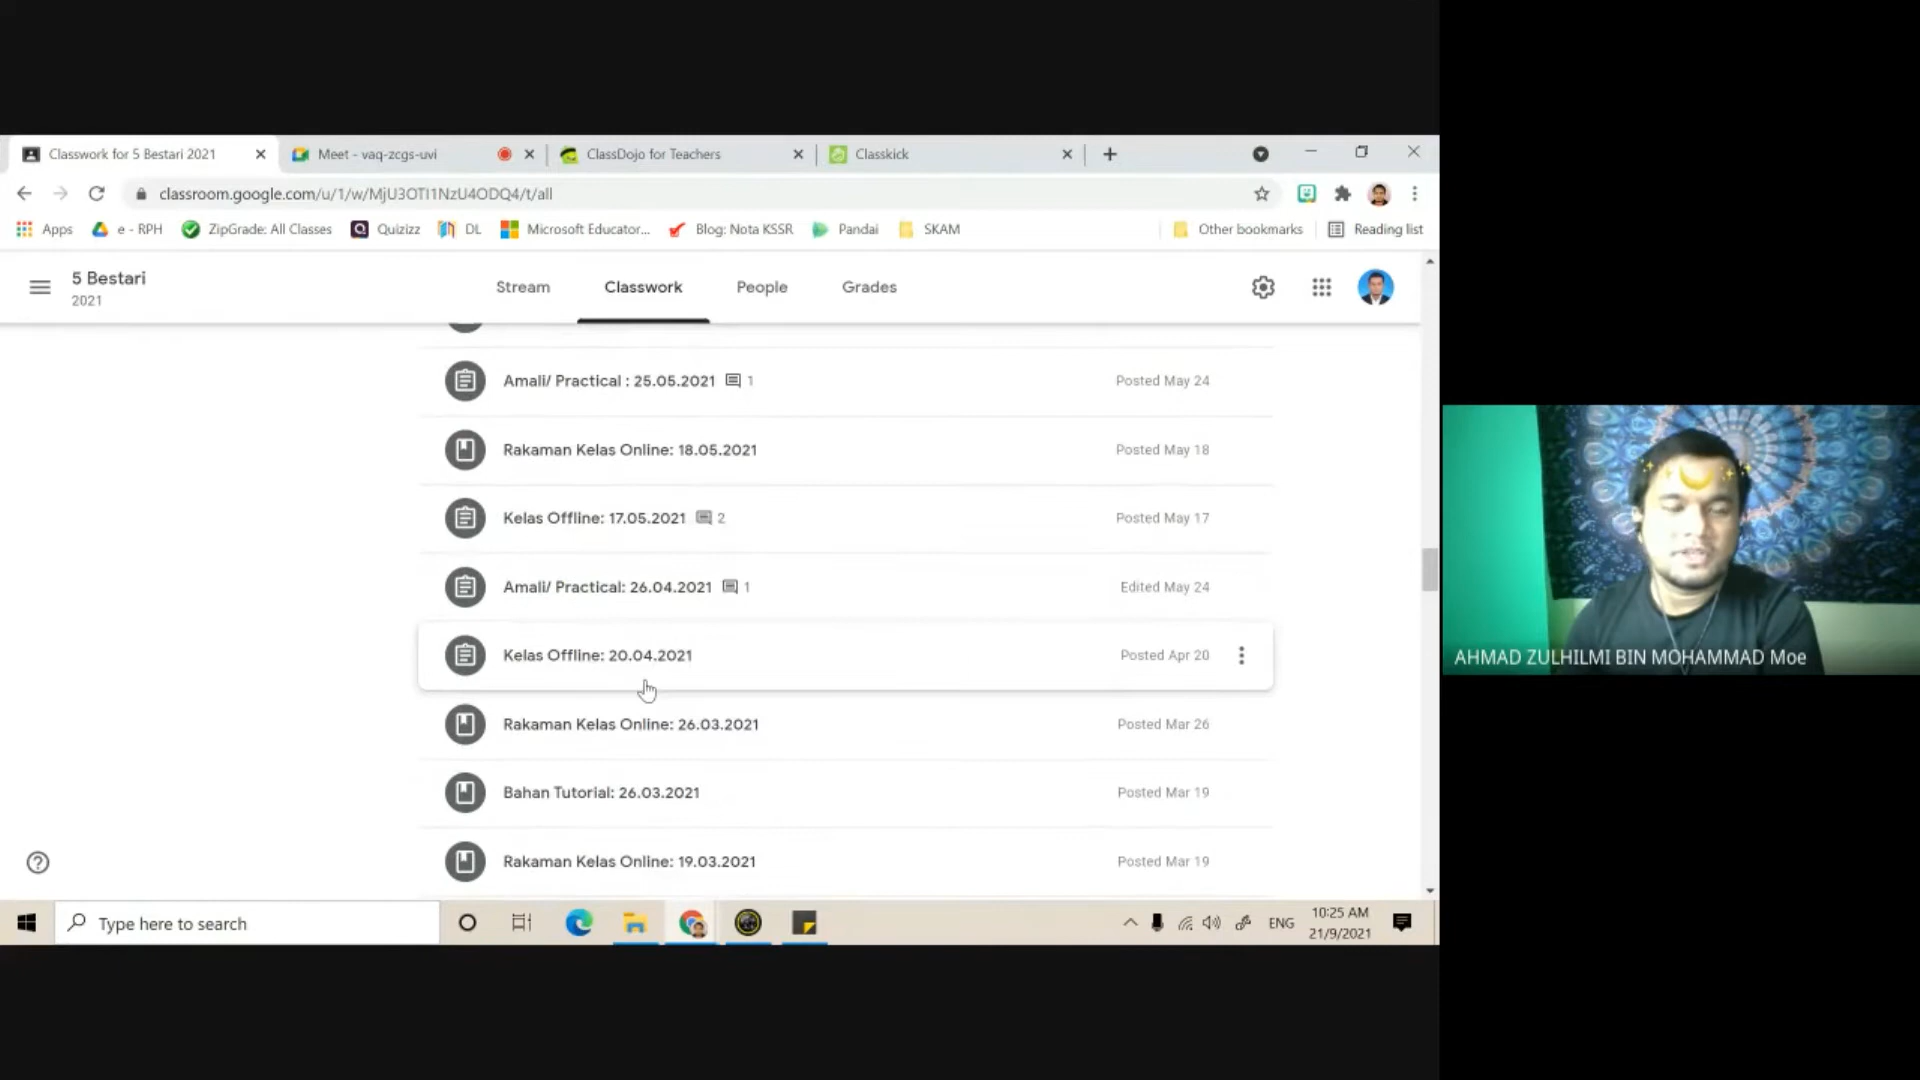 Classwork for 5 Bestari 2021
Meet - vaq-zcgs-uvi
ClassDojo for Teachers
Classkick
classroom.google.com/u/1/w/MjU3OTI1NzU4ODQ4/t/all
Apps
e - RPH
ZipGrade: All Classes
Quizizz
DL
Microsoft Educator...
Blog: Nota KSSR
Pandai
SKAM
Other bookmarks
Reading list
5 Bestari
2021
Stream
Classwork
People
Grades
Amali/ Practical : 25.05.2021 1
Posted May 24
Rakaman Kelas Online: 18.05.2021
Posted May 18
Kelas Offline: 17.05.2021 2
Posted May 17
Amali/ Practical: 26.04.2021 1
Edited May 24
Kelas Offline: 20.04.2021
Posted Apr 20
Rakaman Kelas Online: 26.03.2021
Posted Mar 26
Bahan Tutorial: 26.03.2021
Posted Mar 19
Rakaman Kelas Online: 19.03.2021
Posted Mar 19
Type here to search
ENG
10:25 AM
21/9/2021
AHMAD ZULHILMI BIN MOHAMMAD Moe